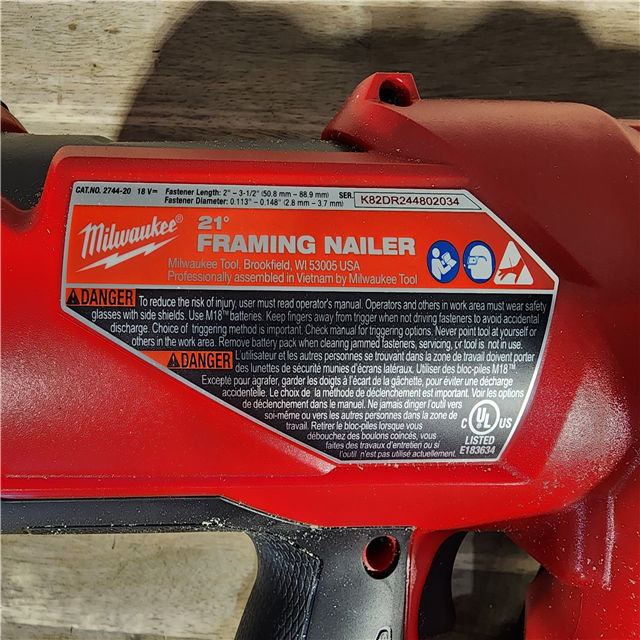 CAT.NO. 2744-20 18 V⎓ Fastener Length: 2" – 3-1/2" (50.8 mm – 88.9 mm) SER. K82DR244802034
Fastener Diameter: 0.113" – 0.148" (2.8 mm – 3.7 mm)
Milwaukee®
21°
FRAMING NAILER
Milwaukee Tool, Brookfield, WI 53005 USA
Professionally assembled in Vietnam by Milwaukee Tool
DANGER To reduce the risk of injury, user must read operator's manual. Operators and others in work area must wear safety
glasses with side shields. Use M18™ batteries. Keep fingers away from trigger when not driving fasteners to avoid accidental
discharge. Choice of triggering method is important. Check manual for triggering options. Never point tool at yourself or
others in the work area. Remove battery pack when clearing jammed fasteners, servicing, or tool is not in use.
DANGER L'utilisateur et les autres personnes se trouvant dans la zone de travail doivent porter
des lunettes de sécurité munies d'écrans latéraux. Utiliser des bloc-piles M18™.
Excepté pour agrafer, garder les doigts à l'écart de la gâchette, pour éviter une décharge
accidentelle. Le choix de la méthode de déclenchement est important. Voir les options
de déclenchement dans le manuel. Ne jamais diriger l'outil vers
soi-même ou vers les autres personnes dans la zone de
travail. Retirer le bloc-piles lorsque vous
débouchez des boulons coincés, vous
faites des travaux d'entretien ou si
l'outil n'est pas utilisé actuellement.
C UL US
LISTED
E183634